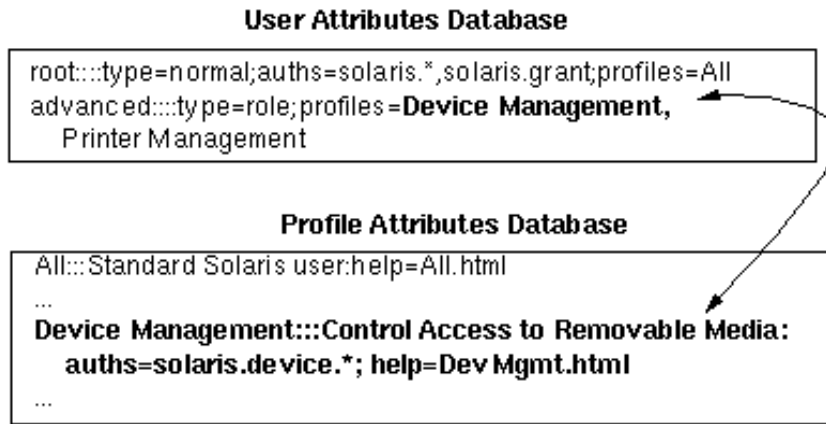 User Attributes Database
root::::type=normal;auths=solaris.*,solaris.grant;profiles=All
advanced::::type=role;profiles=Device Management,
Printer Management
Profile Attributes Database
All:::Standard Solaris user:help=All.html
...
Device Management:::Control Access to Removable Media:
auths=solaris.device.*; help=DevMgmt.html
...